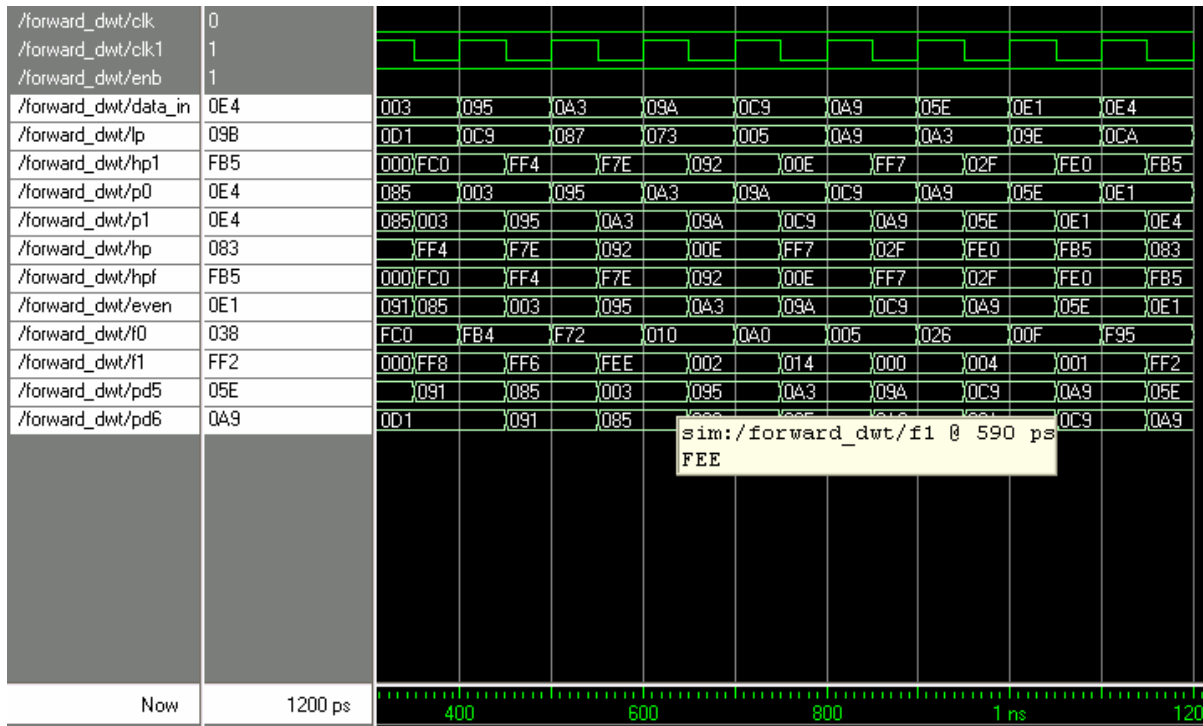 /forward_dwt/clk 0
/forward_dwt/clk1 1
/forward_dwt/enb 1
/forward_dwt/data_in 0E4 003 095 0A3 09A 0C9 0A9 05E 0E1 0E4
/forward_dwt/lp 09B 0D1 0C9 087 073 005 0A9 0A3 09E 0CA
/forward_dwt/hp1 FB5 000 FC0 FF4 F7E 092 00E FF7 02F FE0 FB5
/forward_dwt/p0 0E4 085 003 095 0A3 09A 0C9 0A9 05E 0E1
/forward_dwt/p1 0E4 085 003 095 0A3 09A 0C9 0A9 05E 0E1 0E4
/forward_dwt/hp 083 FF4 F7E 092 00E FF7 02F FE0 FB5 083
/forward_dwt/hpf FB5 000 FC0 FF4 F7E 092 00E FF7 02F FE0 FB5
/forward_dwt/even 0E1 091 085 003 095 0A3 09A 0C9 0A9 05E 0E1
/forward_dwt/f0 038 FC0 FB4 F72 010 0A0 005 026 00F F95
/forward_dwt/f1 FF2 000 FF8 FF6 FEE 002 014 000 004 001 FF2
/forward_dwt/pd5 05E 091 085 003 095 0A3 09A 0C9 0A9 05E
/forward_dwt/pd6 0A9 0D1 091 085 0C9 0A9
sim:/forward_dwt/f1 @ 590 ps
FEE
Now 1200 ps 400 600 800 1 ns 120